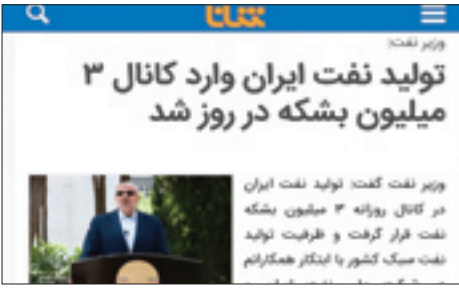 شانا
وزیر نفت:
تولید نفت ایران وارد کانال ۳
میلیون بشکه در روز شد
وزیر نفت گفت: تولید نفت ایران
در کانال روزانه ۳ میلیون بشکه
نفت قرار گرفت و ظرفیت تولید
نفت سبک کشور با ابتکار همکارانم